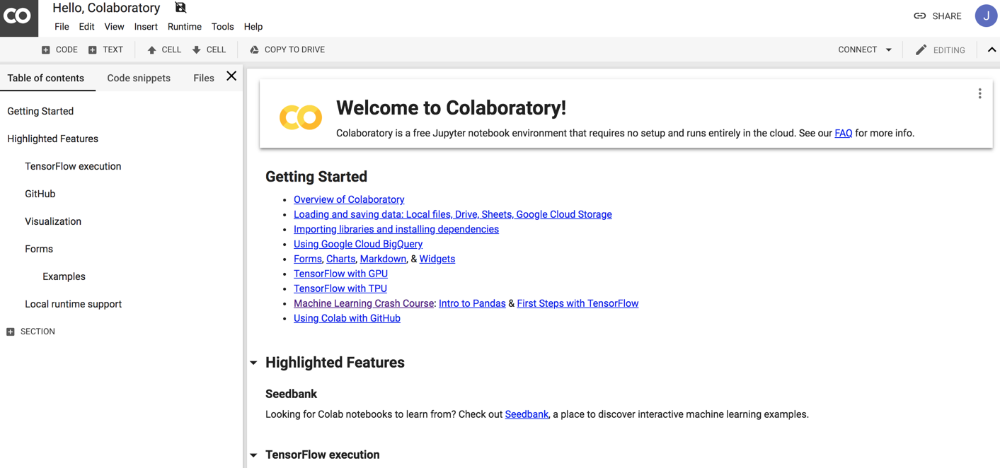 CO
Hello, Colaboratory
File Edit View Insert Runtime Tools Help
SHARE
J
CODE TEXT CELL CELL COPY TO DRIVE
CONNECT EDITING
Table of contents Code snippets Files
Getting Started
Highlighted Features
TensorFlow execution
GitHub
Visualization
Forms
Examples
Local runtime support
SECTION
Welcome to Colaboratory!
Colaboratory is a free Jupyter notebook environment that requires no setup and runs entirely in the cloud. See our FAQ for more info.
Getting Started
Overview of Colaboratory
Loading and saving data: Local files, Drive, Sheets, Google Cloud Storage
Importing libraries and installing dependencies
Using Google Cloud BigQuery
Forms, Charts, Markdown, & Widgets
TensorFlow with GPU
TensorFlow with TPU
Machine Learning Crash Course: Intro to Pandas & First Steps with TensorFlow
Using Colab with GitHub
Highlighted Features
Seedbank
Looking for Colab notebooks to learn from? Check out Seedbank, a place to discover interactive machine learning examples.
TensorFlow execution